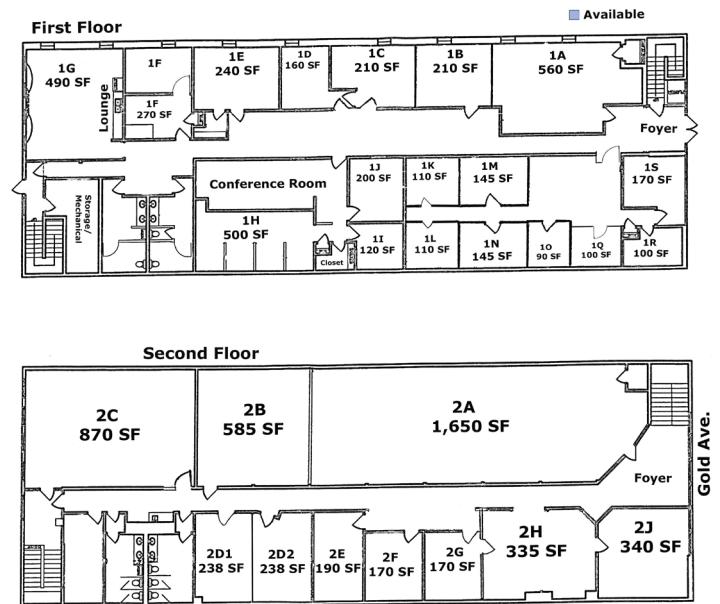 Available
First Floor
1G
490 SF
Lounge
1F
1F
270 SF
1E
240 SF
1D
160 SF
1C
210 SF
1B
210 SF
1A
560 SF
Foyer
Storage/
Mechanical
Conference Room
1H
500 SF
Closet
1J
200 SF
1I
120 SF
1K
110 SF
1L
110 SF
1M
145 SF
1N
145 SF
1O
90 SF
1Q
100 SF
1S
170 SF
1R
100 SF
Second Floor
2C
870 SF
2B
585 SF
2A
1,650 SF
Foyer
Gold Ave.
2D1
238 SF
2D2
238 SF
2E
190 SF
2F
170 SF
2G
170 SF
2H
335 SF
2J
340 SF